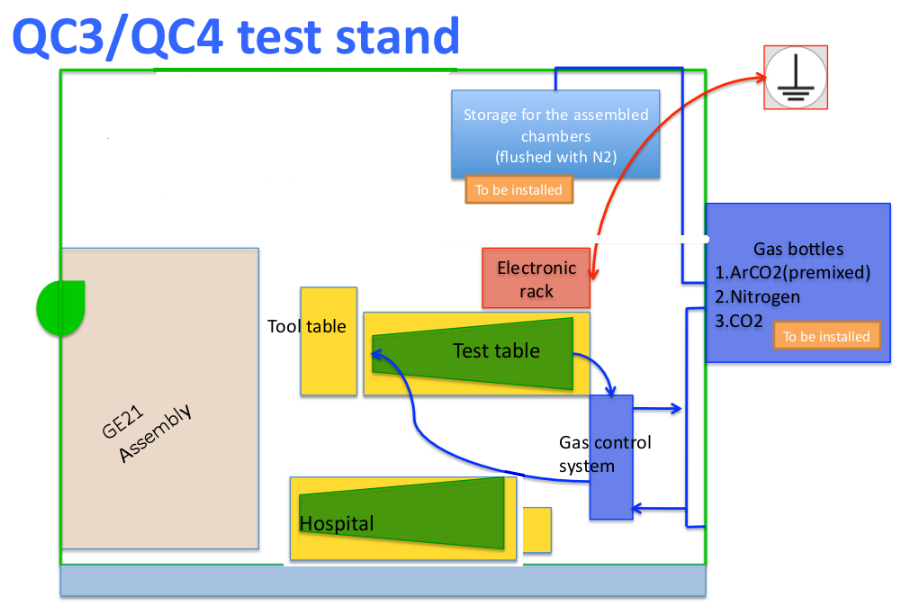 QC3/QC4 test stand
Storage for the assembled
chambers
(flushed with N2)
To be installed
Gas bottles
1.ArCO2(premixed)
2.Nitrogen
3.CO2
To be installed
Electronic
rack
Tool table
Test table
GE21
Assembly
Gas control
system
Hospital